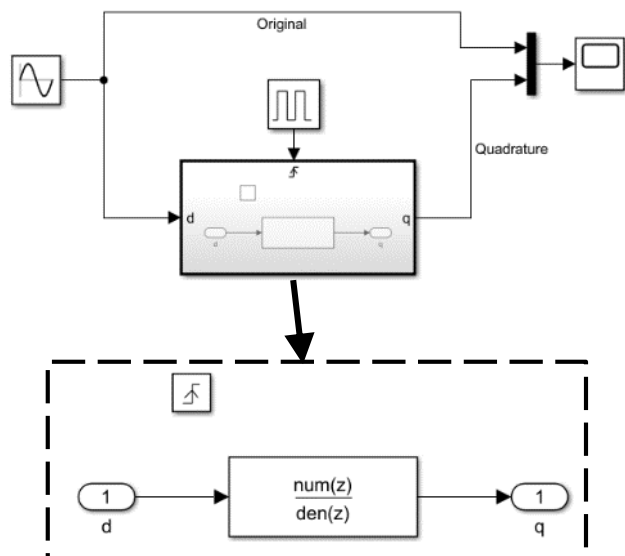 Original
Quadrature
d
q
d
q
num(z)
den(z)
1
d
1
q